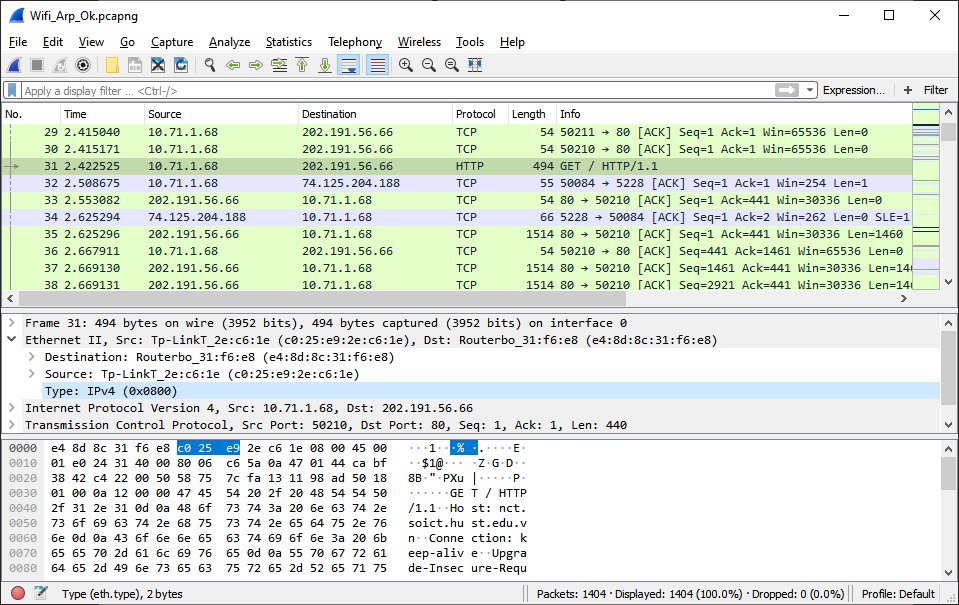 Wifi_Arp_Ok.pcapng
File Edit View Go Capture Analyze Statistics Telephony Wireless Tools Help
Apply a display filter ... <Ctrl-/> Expression... + Filter
No. Time Source Destination Protocol Length Info
29 2.415040 10.71.1.68 202.191.56.66 TCP 54 50211 → 80 [ACK] Seq=1 Ack=1 Win=65536 Len=0
30 2.415171 10.71.1.68 202.191.56.66 TCP 54 50210 → 80 [ACK] Seq=1 Ack=1 Win=65536 Len=0
31 2.422525 10.71.1.68 202.191.56.66 HTTP 494 GET / HTTP/1.1
32 2.508675 10.71.1.68 74.125.204.188 TCP 55 50084 → 5228 [ACK] Seq=1 Ack=1 Win=254 Len=1
33 2.553082 202.191.56.66 10.71.1.68 TCP 54 80 → 50210 [ACK] Seq=1 Ack=441 Win=30336 Len=0
34 2.625294 74.125.204.188 10.71.1.68 TCP 66 5228 → 50084 [ACK] Seq=1 Ack=2 Win=262 Len=0 SLE=1
35 2.625296 202.191.56.66 10.71.1.68 TCP 1514 80 → 50210 [ACK] Seq=1 Ack=441 Win=30336 Len=1460
36 2.667911 10.71.1.68 202.191.56.66 TCP 54 50210 → 80 [ACK] Seq=441 Ack=1461 Win=65536 Len=0
37 2.669130 202.191.56.66 10.71.1.68 TCP 1514 80 → 50210 [ACK] Seq=1461 Ack=441 Win=30336 Len=14
38 2.669131 202.191.56.66 10.71.1.68 TCP 1514 80 → 50210 [ACK] Seq=2921 Ack=441 Win=30336 Len=14
Frame 31: 494 bytes on wire (3952 bits), 494 bytes captured (3952 bits) on interface 0
Ethernet II, Src: Tp-LinkT_2e:c6:1e (c0:25:e9:2e:c6:1e), Dst: Routerbo_31:f6:e8 (e4:8d:8c:31:f6:e8)
Destination: Routerbo_31:f6:e8 (e4:8d:8c:31:f6:e8)
Source: Tp-LinkT_2e:c6:1e (c0:25:e9:2e:c6:1e)
Type: IPv4 (0x0800)
Internet Protocol Version 4, Src: 10.71.1.68, Dst: 202.191.56.66
Transmission Control Protocol, Src Port: 50210, Dst Port: 80, Seq: 1, Ack: 1, Len: 440
0000 e4 8d 8c 31 f6 e8 c0 25 e9 2e c6 1e 08 00 45 00 ···1···% ·.····E·
0010 01 e0 24 31 40 00 80 06 c6 5a 0a 47 01 44 ca bf ··$1@··· ·Z·G·D··
0020 38 42 c4 22 00 50 58 75 7c fa 13 11 98 ad 50 18 8B·"·PXu |·····P·
0030 01 00 0a 12 00 00 47 45 54 20 2f 20 48 54 54 50 ······GE T / HTTP
0040 2f 31 2e 31 0d 0a 48 6f 73 74 3a 20 6e 63 74 2e /1.1··Ho st: nct.
0050 73 6f 69 63 74 2e 68 75 73 74 2e 65 64 75 2e 76 soict.hu st.edu.v
0060 6e 0d 0a 43 6f 6e 6e 65 63 74 69 6f 6e 3a 20 6b n··Conne ction: k
0070 65 65 70 2d 61 6c 69 76 65 0d 0a 55 70 67 72 61 eep-aliv e··Upgra
0080 64 65 2d 49 6e 73 65 63 75 72 65 2d 52 65 71 75 de-Insec ure-Requ
Type (eth.type), 2 bytes Packets: 1404 · Displayed: 1404 (100.0%) · Dropped: 0 (0.0%) Profile: Default